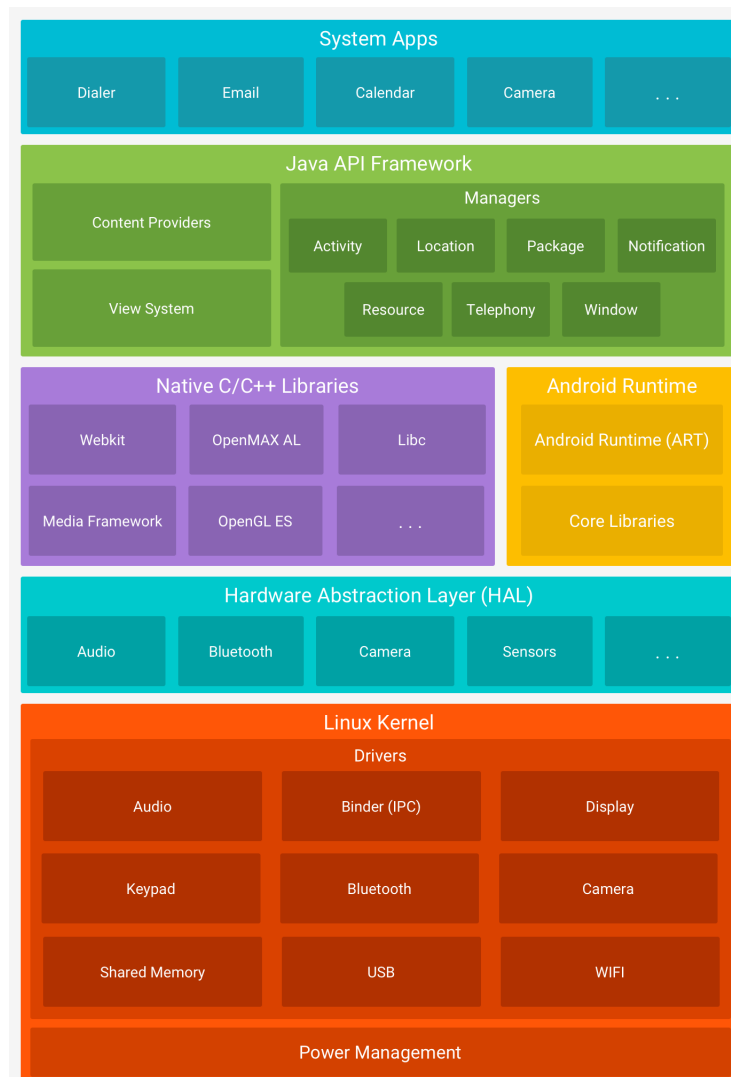 System Apps
Dialer
Email
Calendar
Camera
. . .
Java API Framework
Content Providers
View System
Managers
Activity
Location
Package
Notification
Resource
Telephony
Window
Native C/C++ Libraries
Webkit
OpenMAX AL
Libc
Media Framework
OpenGL ES
. . .
Android Runtime
Android Runtime (ART)
Core Libraries
Hardware Abstraction Layer (HAL)
Audio
Bluetooth
Camera
Sensors
. . .
Linux Kernel
Drivers
Audio
Binder (IPC)
Display
Keypad
Bluetooth
Camera
Shared Memory
USB
WIFI
Power Management